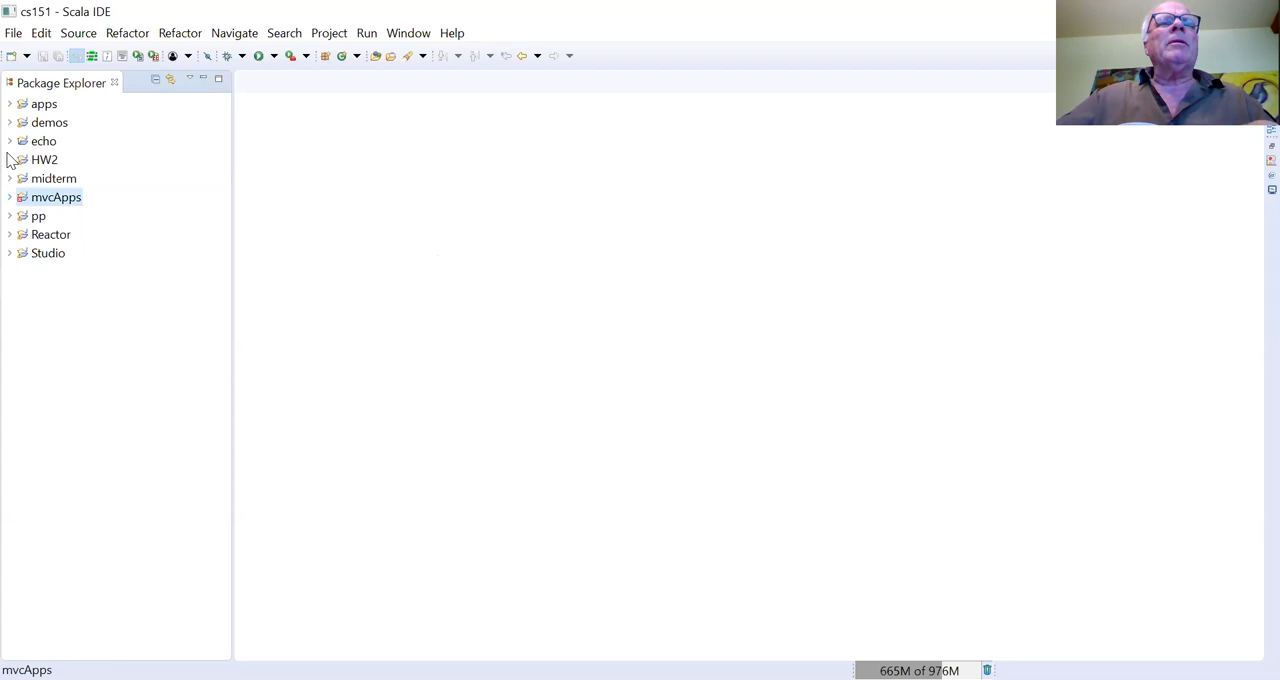 cs151 - Scala IDE
File Edit Source Refactor Refactor Navigate Search Project Run Window Help
Package Explorer
apps
demos
echo
HW2
midterm
mvcApps
pp
Reactor
Studio
mvcApps
665M of 976M